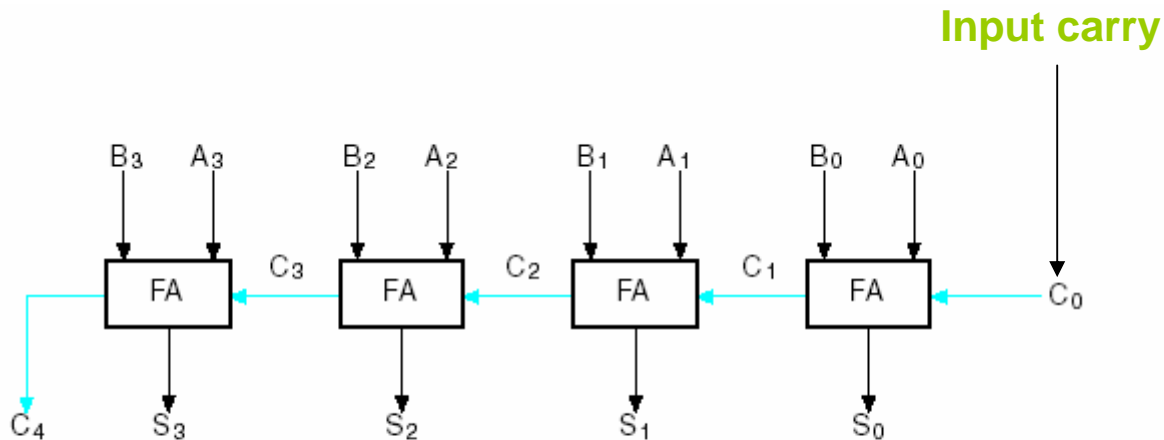 Input carry
B3 A3 B2 A2 B1 A1 B0 A0
C3 C2 C1
FA FA FA FA C0
C4 S3 S2 S1 S0